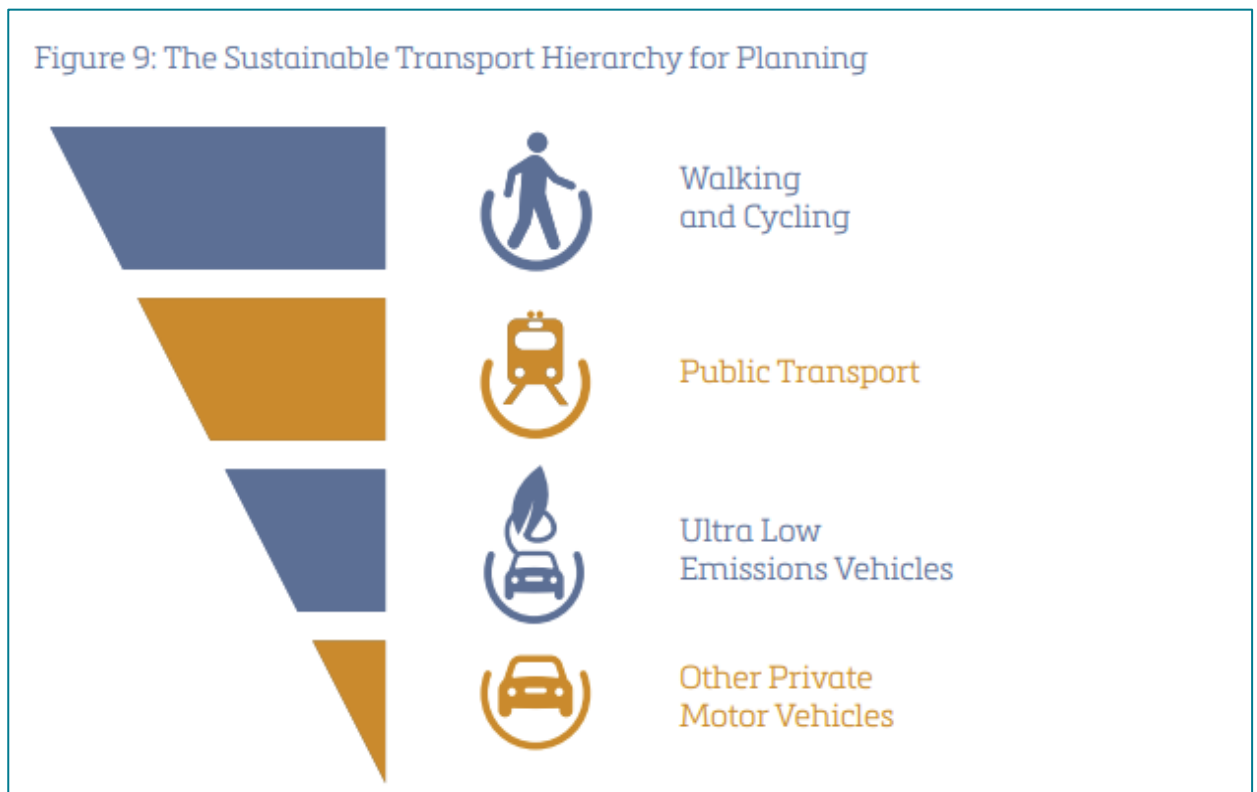 Figure 9: The Sustainable Transport Hierarchy for Planning
Walking
and Cycling
Public Transport
Ultra Low
Emissions Vehicles
Other Private
Motor Vehicles